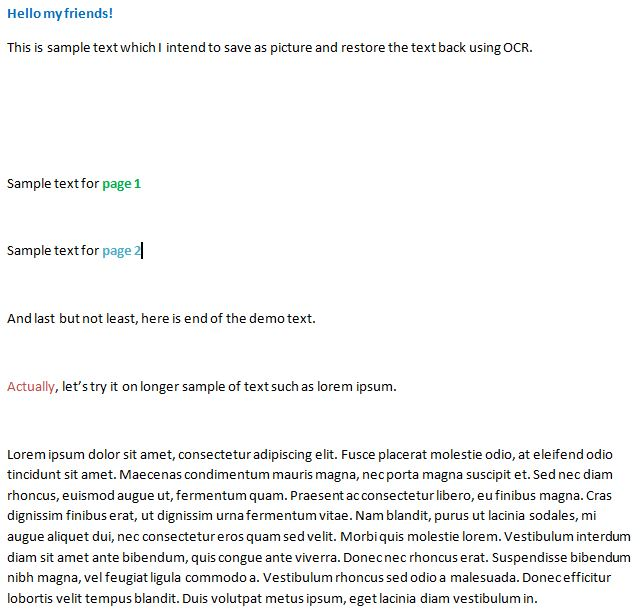 Hello my friends!
This is sample text which I intend to save as picture and restore the text back using OCR.
Sample text for page 1
Sample text for page 2
And last but not least, here is end of the demo text.
Actually, let's try it on longer sample of text such as lorem ipsum.
Lorem ipsum dolor sit amet, consectetur adipiscing elit. Fusce placerat molestie odio, at eleifend odio
tincidunt sit amet. Maecenas condimentum mauris magna, nec porta magna suscipit et. Sed nec diam
rhoncus, euismod augue ut, fermentum quam. Praesent ac consectetur libero, eu finibus magna. Cras
dignissim finibus erat, ut dignissim urna fermentum vitae. Nam blandit, purus ut lacinia sodales, mi
augue aliquet dui, nec consectetur eros quam sed velit. Morbi quis molestie lorem. Vestibulum interdum
diam sit amet ante bibendum, quis congue ante viverra. Donec nec rhoncus erat. Suspendisse bibendum
nibh magna, vel feugiat ligula commodo a. Vestibulum rhoncus sed odio a malesuada. Donec efficitur
lobortis velit tempus blandit. Duis volutpat metus ipsum, eget lacinia diam vestibulum in.